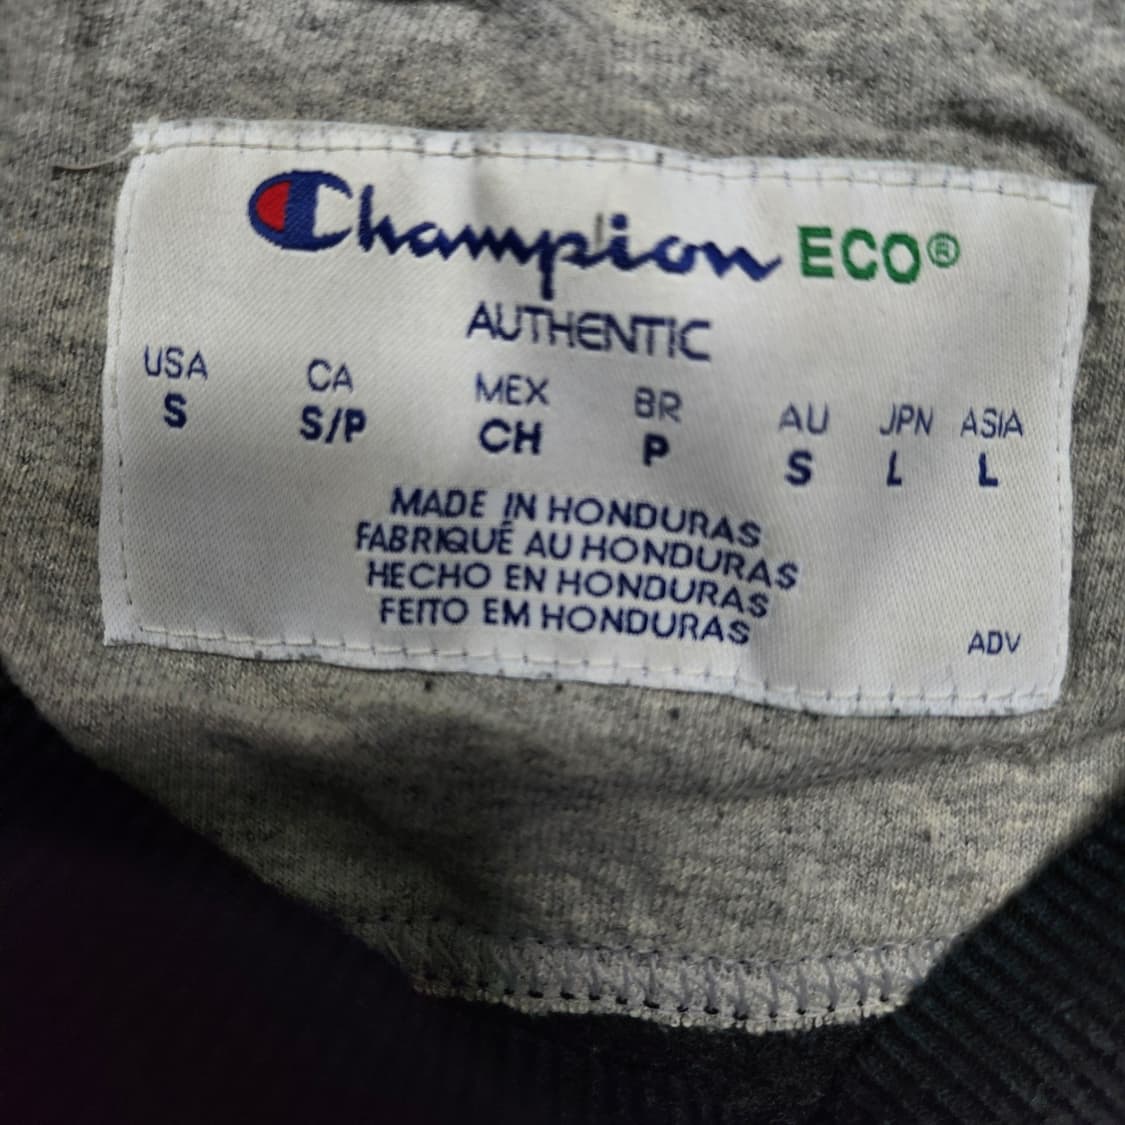 Champion ECO®
AUTHENTIC
USA CA MEX BR AU JPN ASIA
S S/P CH P S L L
MADE IN HONDURAS
FABRIQUÉ AU HONDURAS
HECHO EN HONDURAS
FEITO EM HONDURAS
ADV